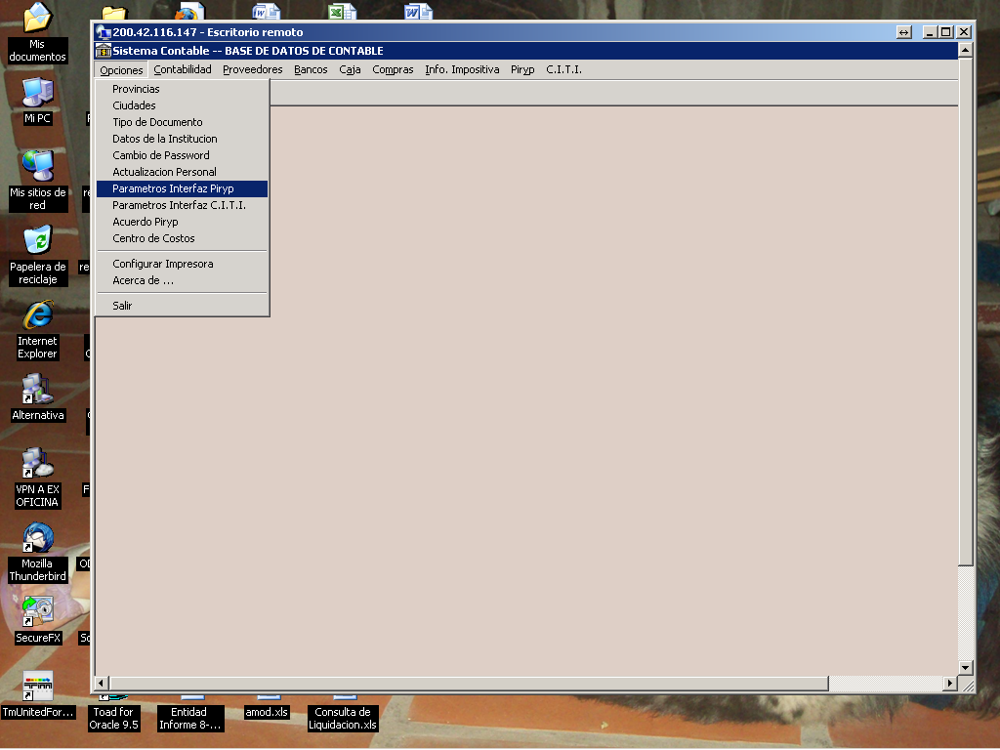 200.42.116.147 - Escritorio remoto
Sistema Contable -- BASE DE DATOS DE CONTABLE
Opciones Contabilidad Proveedores Bancos Caja Compras Info. Impositiva Piryp C.I.T.I.
Provincias
Ciudades
Tipo de Documento
Datos de la Institucion
Cambio de Password
Actualizacion Personal
Parametros Interfaz Piryp
Parametros Interfaz C.I.T.I.
Acuerdo Piryp
Centro de Costos
Configurar Impresora
Acerca de ...
Salir
Mis
documentos
Mi PC
Mis sitios de
red
Papelera de
reciclaje
Internet
Explorer
Alternativa
VPN A EX
OFICINA
Mozilla
Thunderbird
SecureFX
TmUnitedFor...
Toad for
Oracle 9.5
Entidad
Informe 8-...
amod.xls
Consulta de
Liquidacion.xls